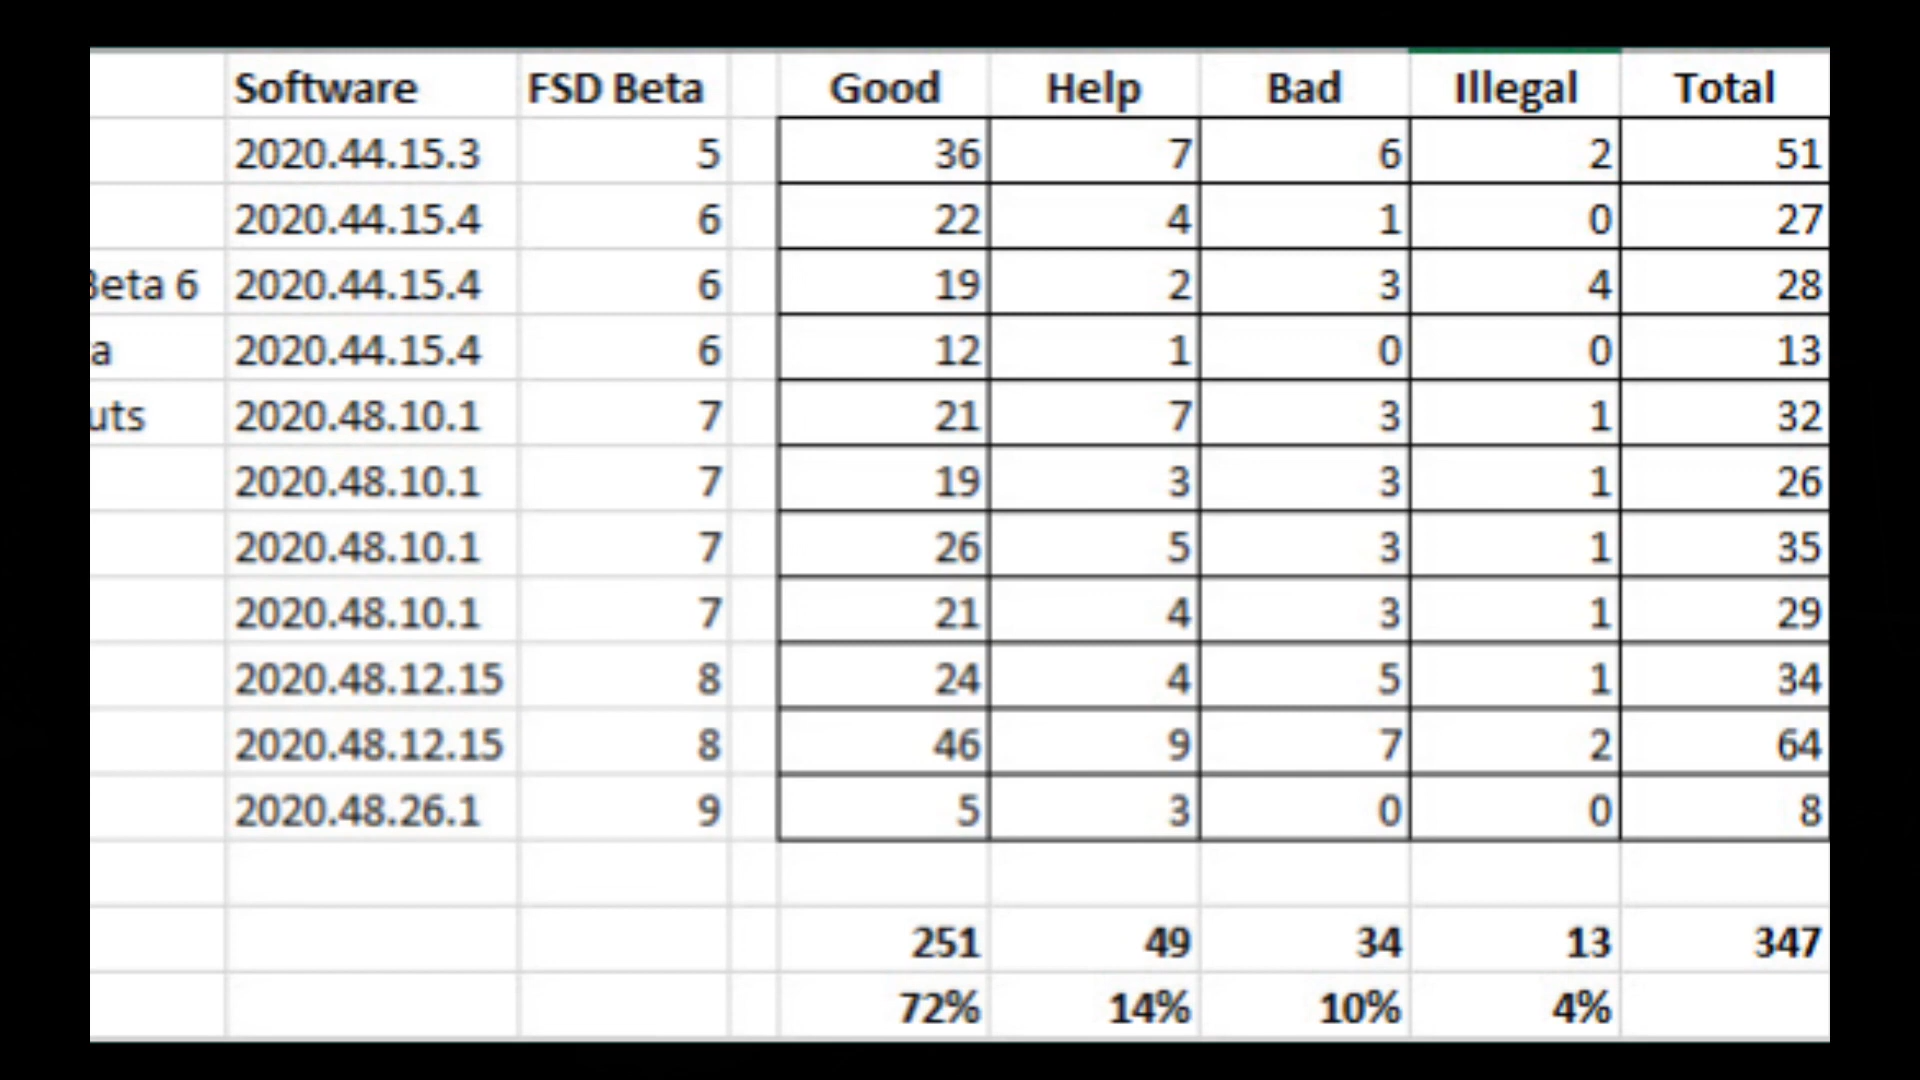 Software FSD Beta Good Help Bad Illegal Total
2020.44.15.3 5 36 7 6 2 51
2020.44.15.4 6 22 4 1 0 27
Beta 6 2020.44.15.4 6 19 2 3 4 28
a 2020.44.15.4 6 12 1 0 0 13
uts 2020.48.10.1 7 21 7 3 1 32
2020.48.10.1 7 19 3 3 1 26
2020.48.10.1 7 26 5 3 1 35
2020.48.10.1 7 21 4 3 1 29
2020.48.12.15 8 24 4 5 1 34
2020.48.12.15 8 46 9 7 2 64
2020.48.26.1 9 5 3 0 0 8
251 49 34 13 347
72% 14% 10% 4%